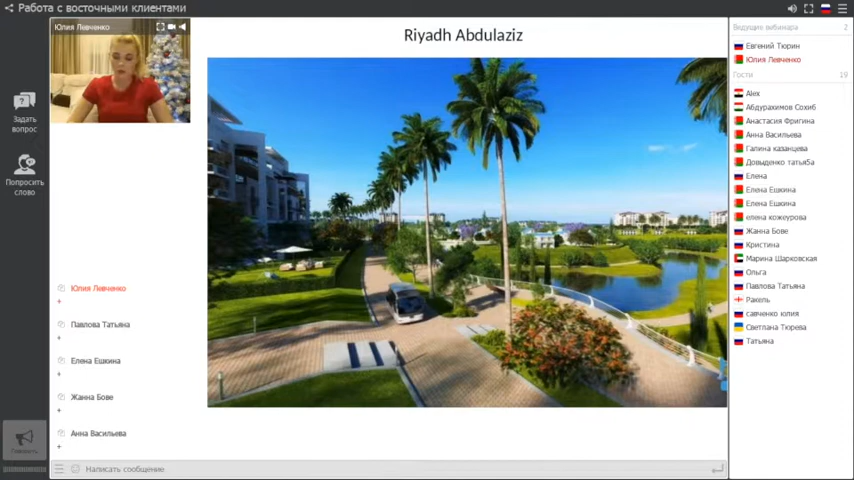 Работа с восточными клиентами
Юлия Левченко
Задать
вопрос
Попросить
слово
Юлия Левченко
+
Павлова Татьяна
+
Елена Ешкина
+
Жанна Бове
+
Анна Васильева
+
Написать сообщение
Riyadh Abdulaziz
Ведущие вебинара 2
Евгений Тюрин
Юлия Левченко
Гости 19
Alex
Абдурахимов Сохиб
Анастасия Фригина
Анна Васильева
Галина казанцева
Довыденко татьяба
Елена
Елена Ешкина
Елена Ешкина
елена кожеурова
Жанна Бове
Кристина
Марина Шарковская
Ольга
Павлова Татьяна
Ракель
савченко юлия
Светлана Тюрева
Татьяна